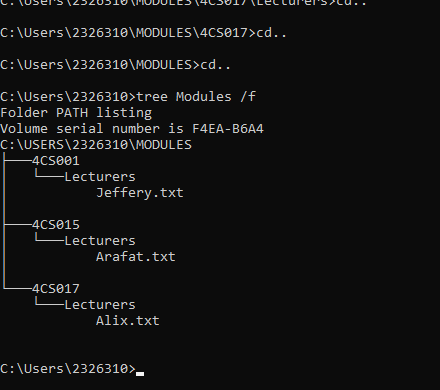 C:\Users\2326310\MODULES\4CS017\Lecturers>cd..
C:\Users\2326310\MODULES\4CS017>cd..
C:\Users\2326310\MODULES>cd..
C:\Users\2326310>tree Modules /f
Folder PATH listing
Volume serial number is F4EA-B6A4
C:\USERS\2326310\MODULES
├───4CS001
│   └───Lecturers
│           Jeffery.txt
│
├───4CS015
│   └───Lecturers
│           Arafat.txt
│
└───4CS017
    └───Lecturers
            Alix.txt
C:\Users\2326310>